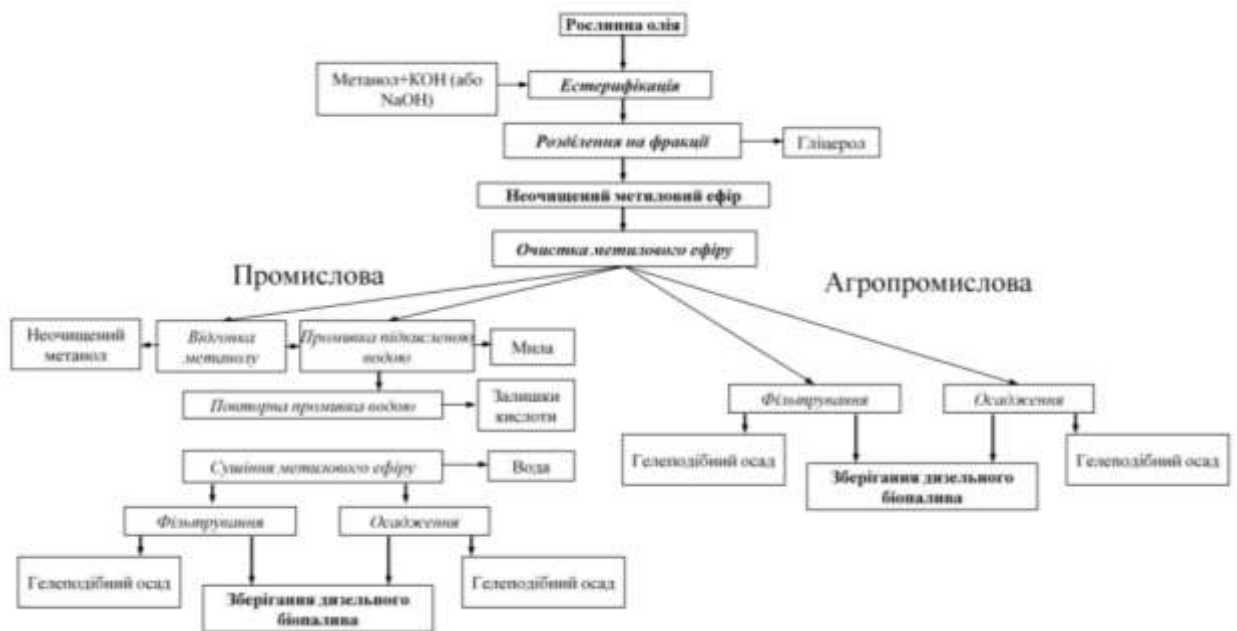 Рослинна олія
Метанол+КОН (або
NaOH)
Естерифікація
Розділення на фракції
Гліцерол
Неочищений метиловий ефір
Очистка метилового ефіру
Промислова
Агропромислова
Неочищений
метанол
Відгонка
метанолу
Промивка підкисленою
водою
Мила
Повторна промивка водою
Залишки
кислоти
Сушіння метилового ефіру
Вода
Фільтрування
Осадження
Гелеподібний осад
Зберігання дизельного
біопалива
Гелеподібний осад
Фільтрування
Осадження
Гелеподібний осад
Зберігання дизельного
біопалива
Гелеподібний осад